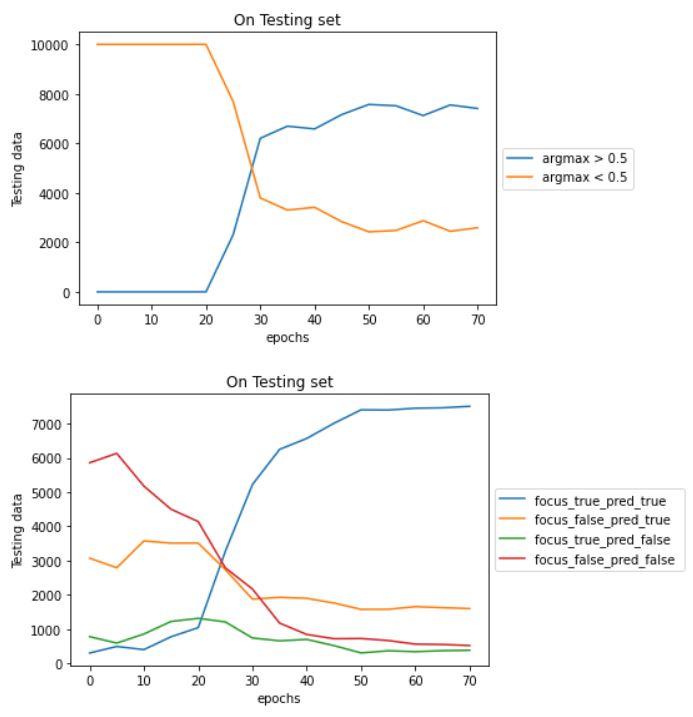 On Testing set
10000
8000
6000
4000
2000
0
Testing data
0 10 20 30 40 50 60 70
epochs
argmax > 0.5
argmax < 0.5
On Testing set
7000
6000
5000
4000
3000
2000
1000
0
Testing data
0 10 20 30 40 50 60 70
epochs
focus_true_pred_true
focus_false_pred_true
focus_true_pred_false
focus_false_pred_false